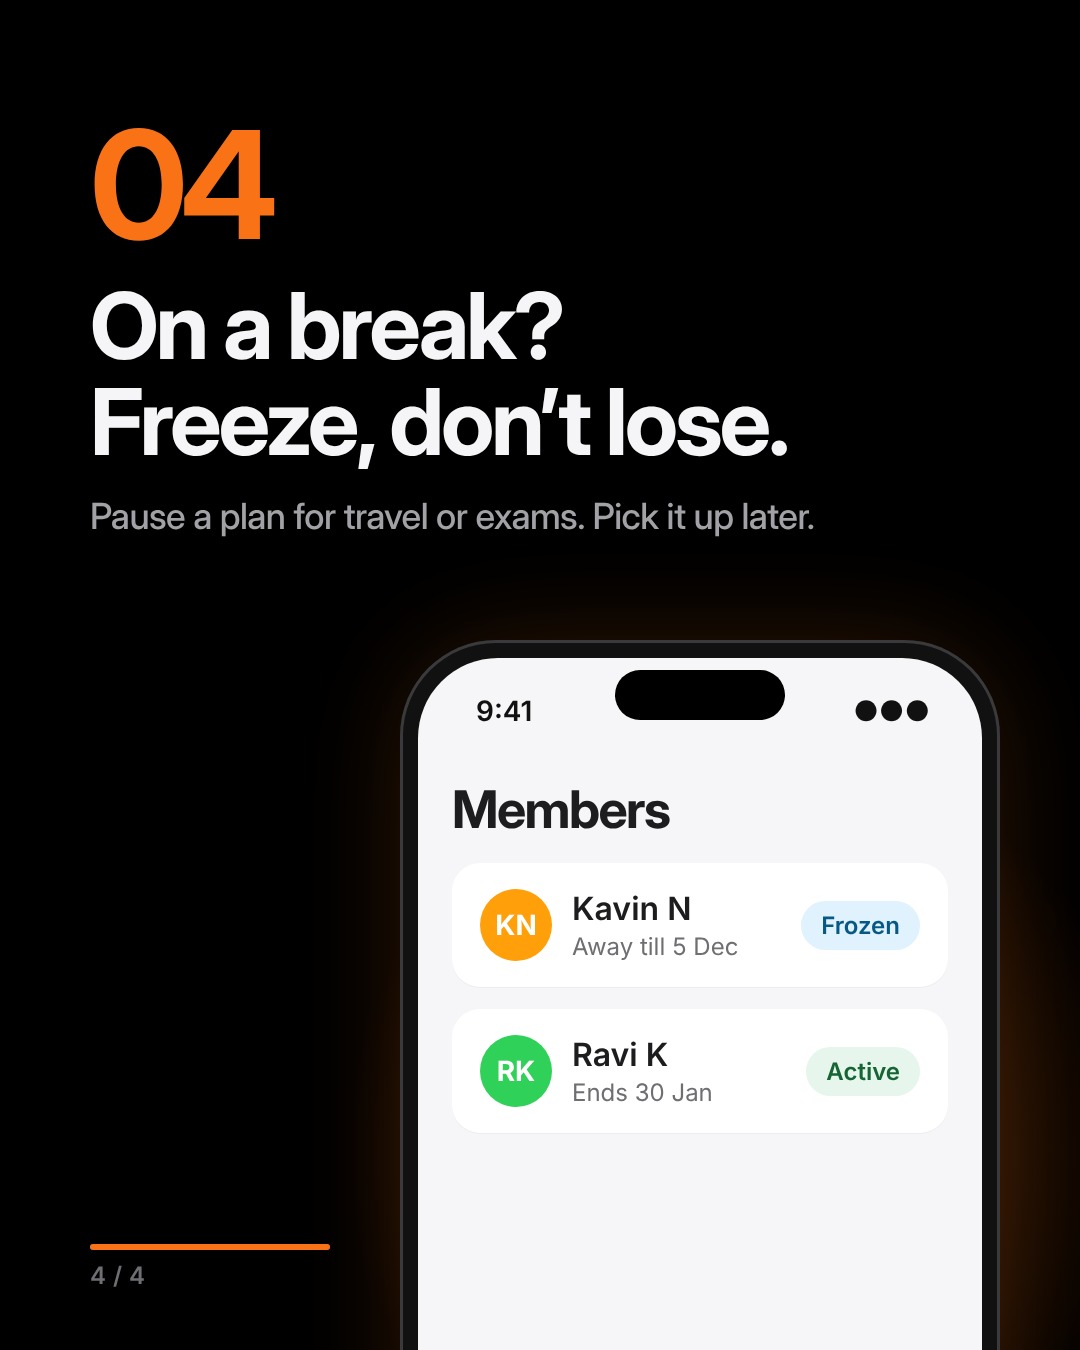 04
On a break?
Freeze, don’t lose.
Pause a plan for travel or exams. Pick it up later.
9:41
Members
KN
Kavin N
Away till 5 Dec
Frozen
RK
Ravi K
Ends 30 Jan
Active
4 / 4